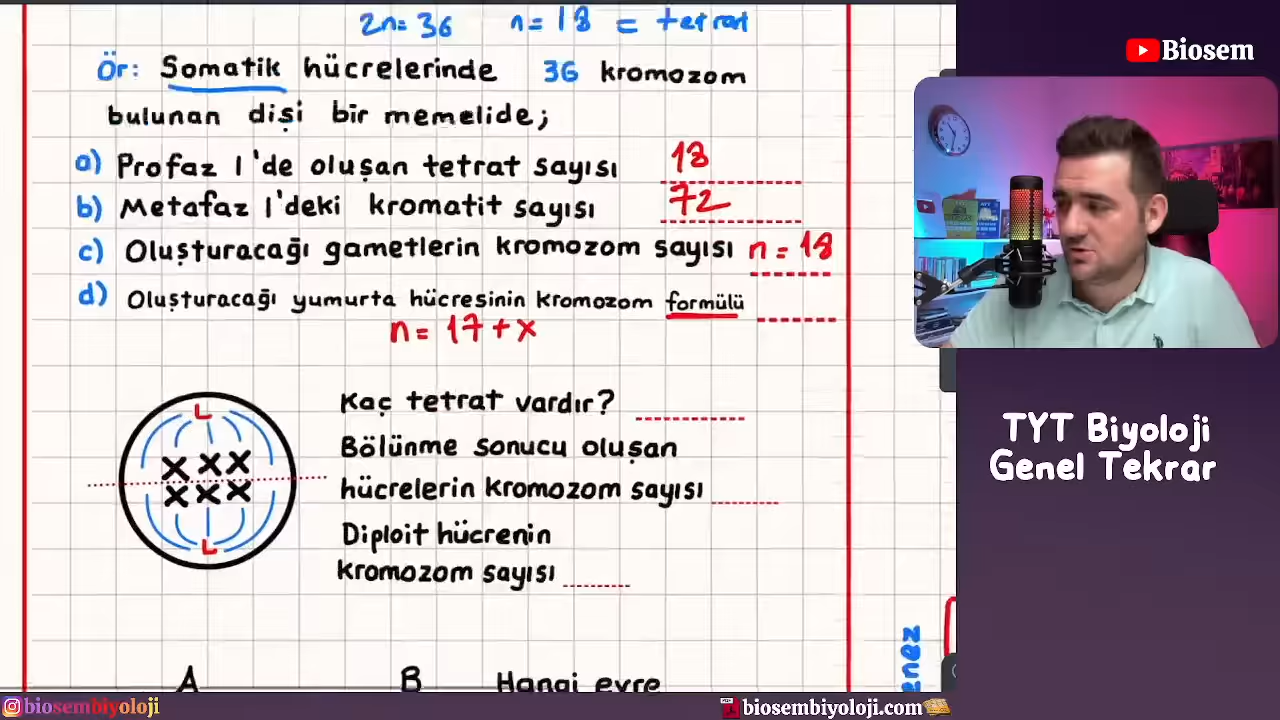 2n=36 n=18 = tetrat
Ör: Somatik hücrelerinde 36 kromozom
bulunan dişi bir memelide;
a) Profaz 1'de oluşan tetrat sayısı 18
b) Metafaz 1'deki kromatit sayısı 72
c) Oluşturacağı gametlerin kromozom sayısı n=18
d) Oluşturacağı yumurta hücresinin kromozom formülü
n= 17+x
Kaç tetrat vardır?
Bölünme sonucu oluşan
hücrelerin kromozom sayısı
Diploit hücrenin
kromozom sayısı
A B Hangi evre
enez
Biosem
TYT Biyoloji
Genel Tekrar
biosembiyoloji
biosembiyoloji.com